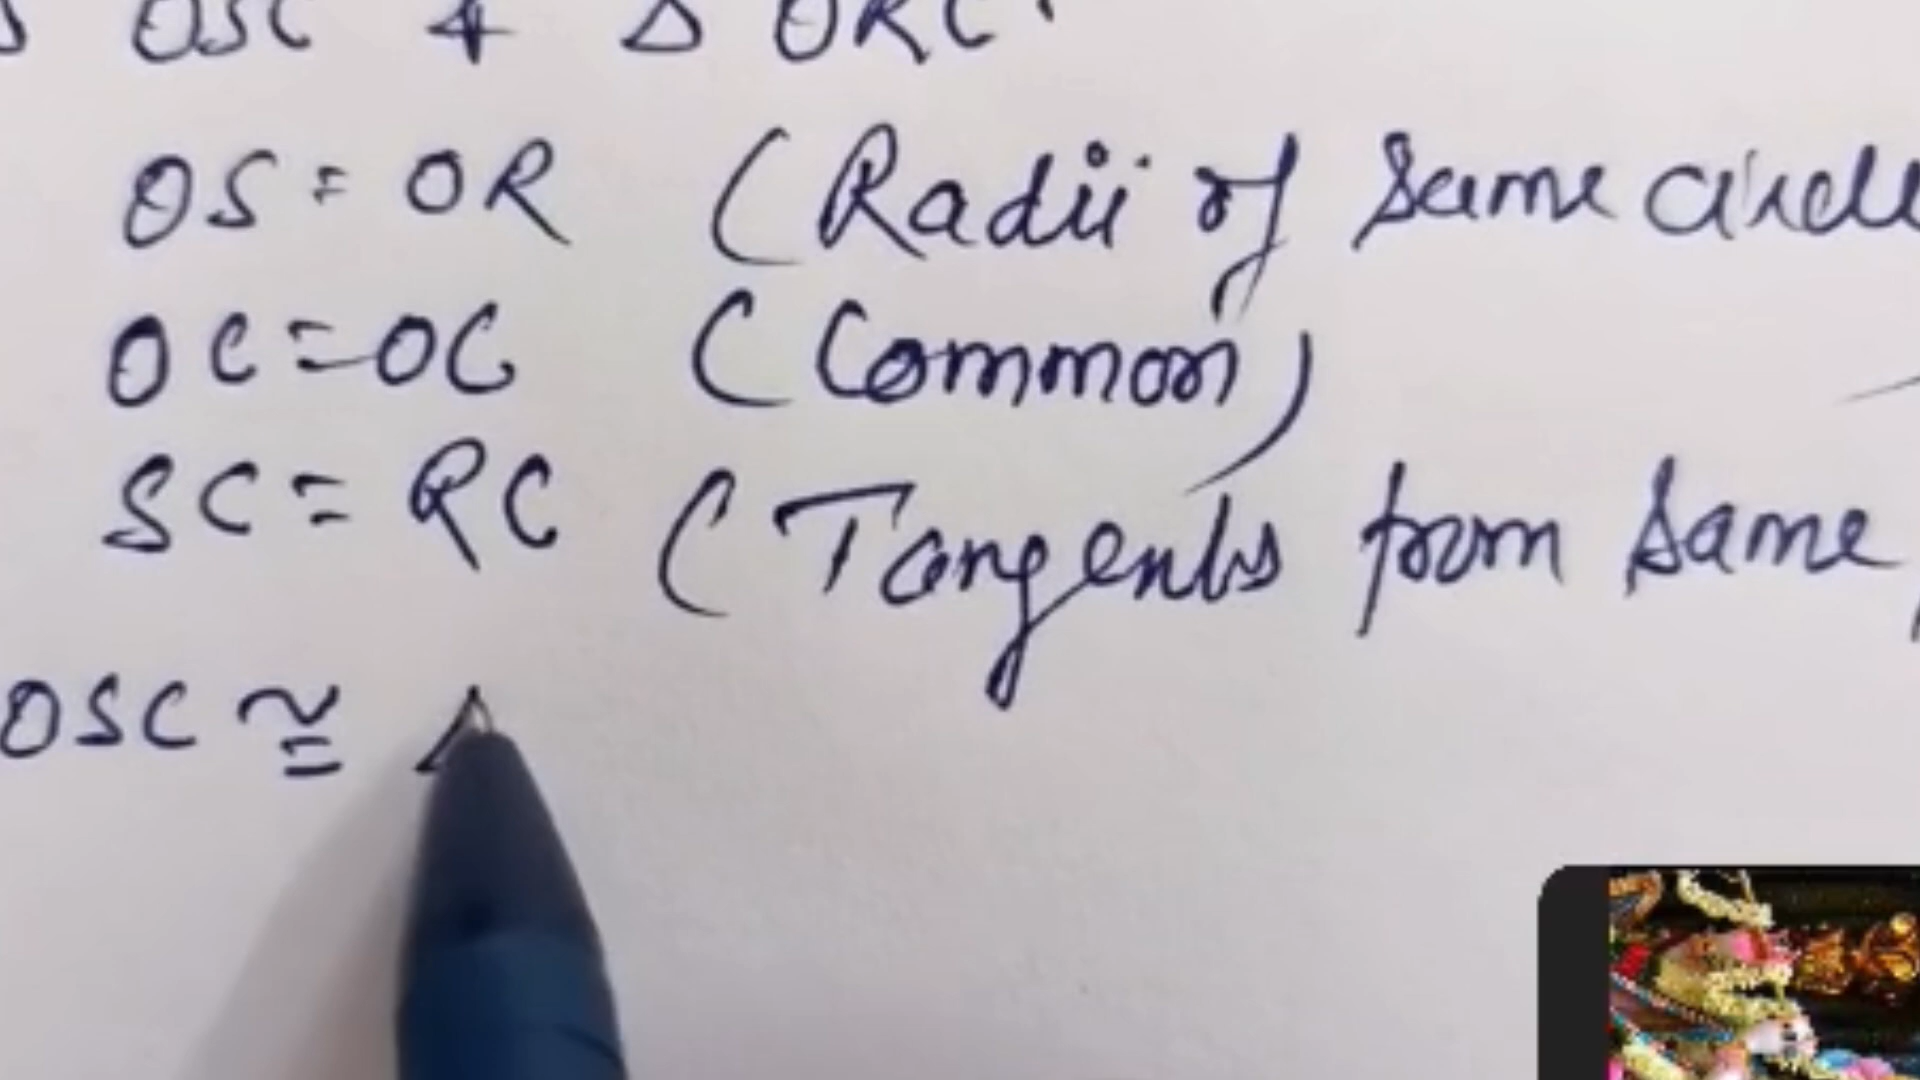 OSC & Δ ORC.
OS = OR (Radii of same circle
OC = OC (Common)
SC = RC (Tangents from same
OSC ≅ Δ